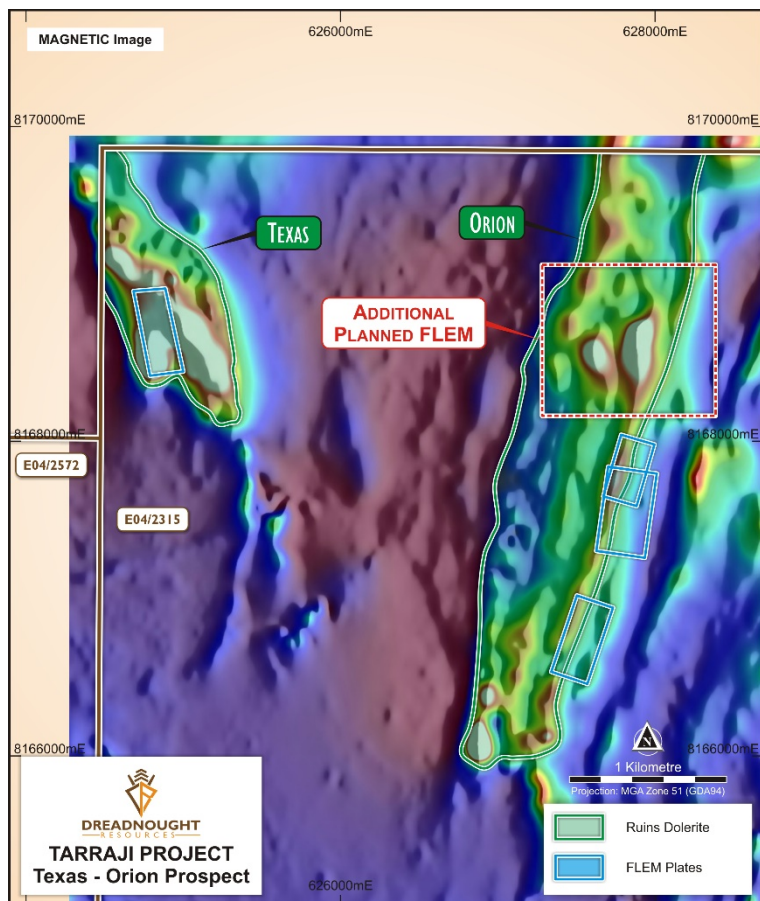 MAGNETIC Image
626000mE
628000mE
8170000mE
8170000mE
TEXAS
ORION
ADDITIONAL
PLANNED FLEM
8168000mE
8168000mE
E04/2572
E04/2315
8166000mE
8166000mE
N
1 Kilometre
Projection: MGA Zone 51 (GDA94)
DREADNOUGHT
RESOURCES
TARRAJI PROJECT
Texas - Orion Prospect
626000mE
Ruins Dolerite
FLEM Plates